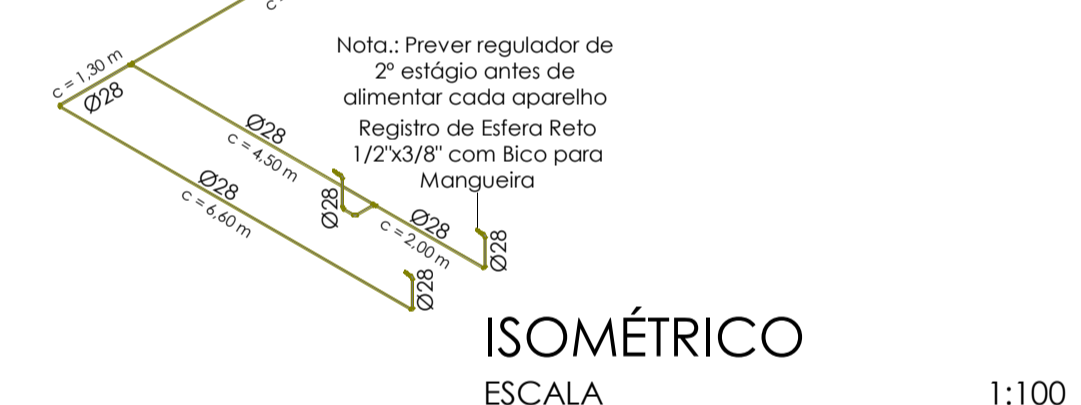 c
Nota.: Prever regulador de
2º estágio antes de
alimentar cada aparelho
Registro de Esfera Reto
1/2"x3/8" com Bico para
Mangueira
c = 1,30 m
Ø28
Ø28
c = 4,50 m
Ø28
c = 6,60 m
Ø28
Ø28
c = 2,00 m
Ø28
Ø28
ISOMÉTRICO
ESCALA 1:100